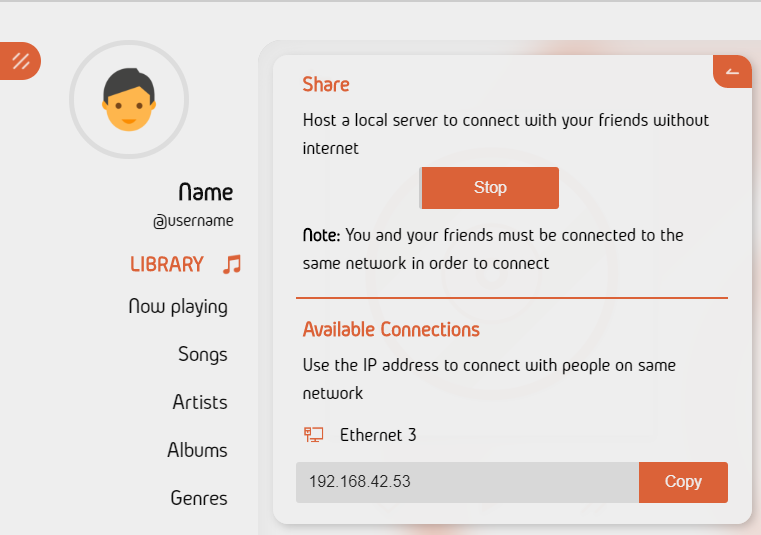 Name
@username
LIBRARY
Now playing
Songs
Artists
Albums
Genres
Share
Host a local server to connect with your friends without
internet
Stop
Note: You and your friends must be connected to the
same network in order to connect
Available Connections
Use the IP address to connect with people on same
network
Ethernet 3
192.168.42.53
Copy